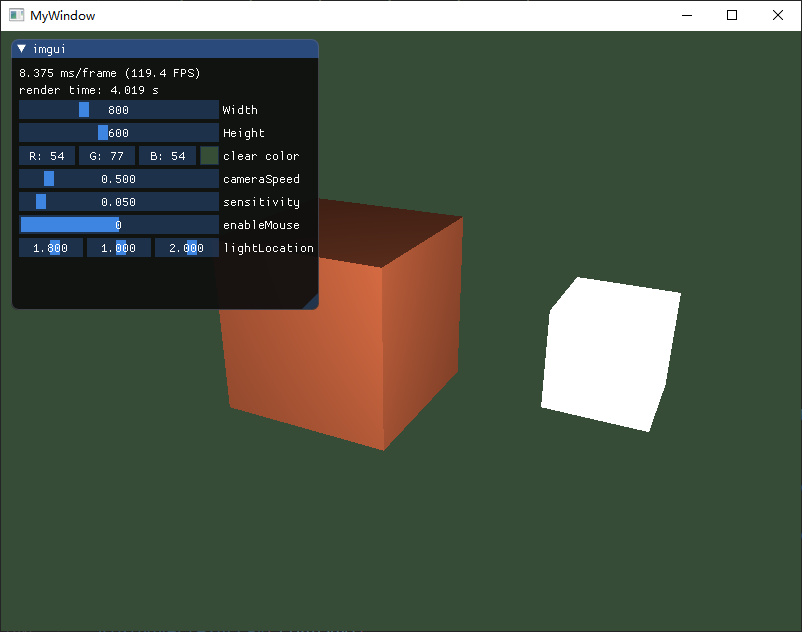 MyWindow
imgui
8.375 ms/frame (119.4 FPS)
render time: 4.019 s
800 Width
600 Height
R: 54 G: 77 B: 54 clear color
0.500 cameraSpeed
0.050 sensitivity
0 enableMouse
1.800 1.000 2.000 lightLocation